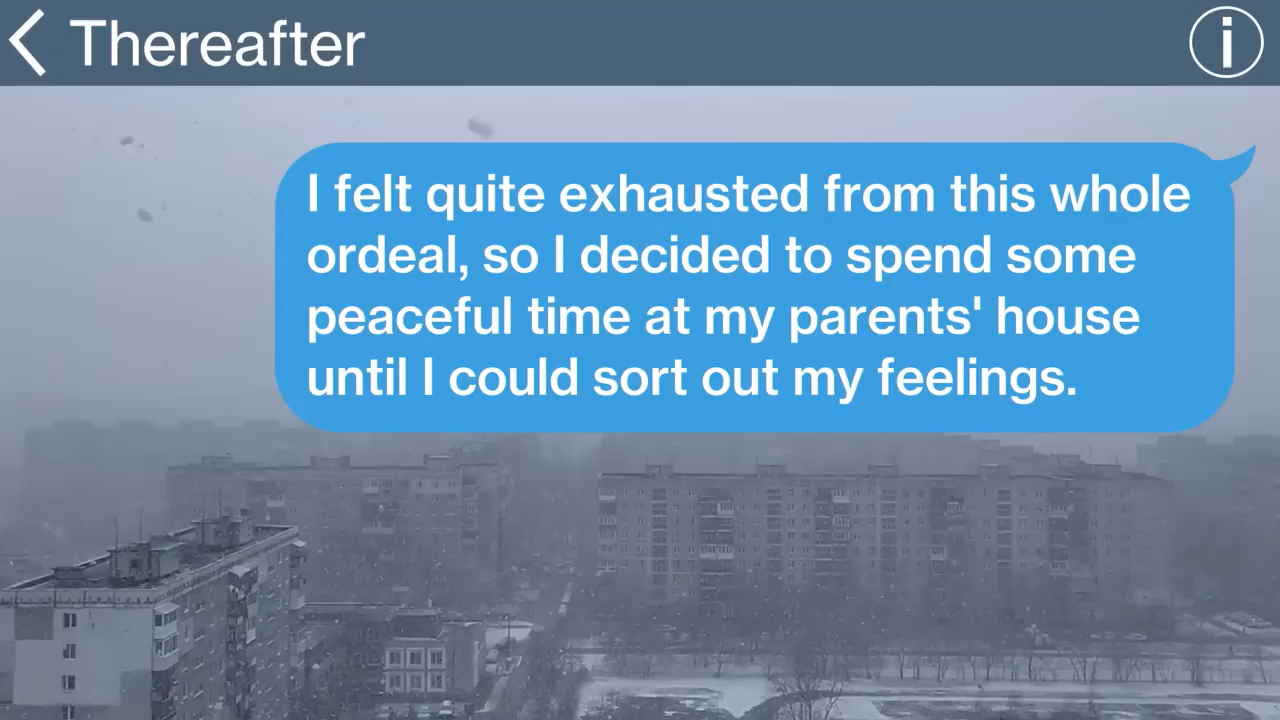 Thereafter
I felt quite exhausted from this whole
ordeal, so I decided to spend some
peaceful time at my parents' house
until I could sort out my feelings.